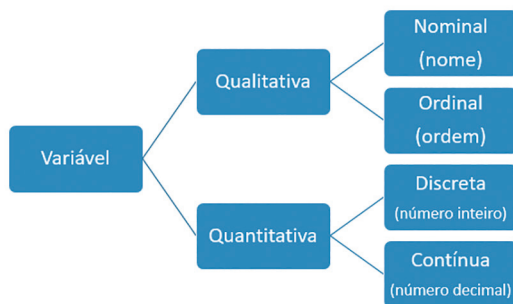 Variável
Qualitativa
Nominal
(nome)
Ordinal
(ordem)
Quantitativa
Discreta
(número inteiro)
Contínua
(número decimal)